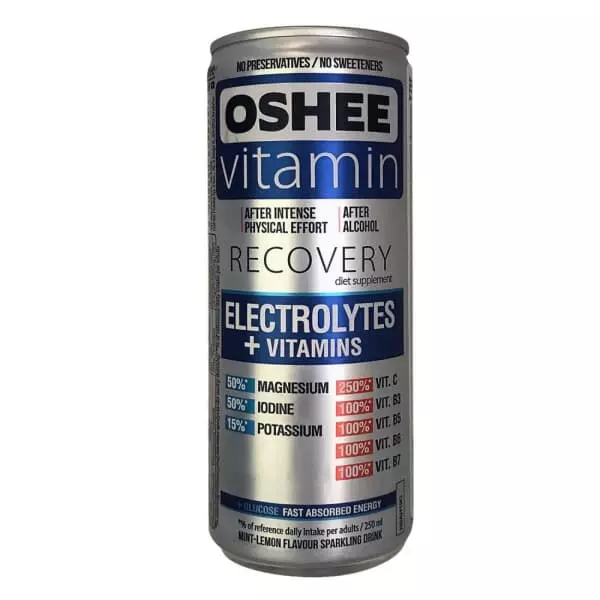 NO PRESERVATIVES / NO SWEETENERS
OSHEE
vitamin
AFTER INTENSE
PHYSICAL EFFORT
AFTER
ALCOHOL
RECOVERY
diet supplement
ELECTROLYTES
+ VITAMINS
50%* MAGNESIUM
50%* IODINE
15%* POTASSIUM
250%* VIT. C
100%* VIT. B3
100%* VIT. B5
100%* VIT. B6
100%* VIT. B7
+ GLUCOSE FAST ABSORBED ENERGY
*% of reference daily intake per adults / 250 ml
MINT-LEMON FLAVOUR SPARKLING DRINK